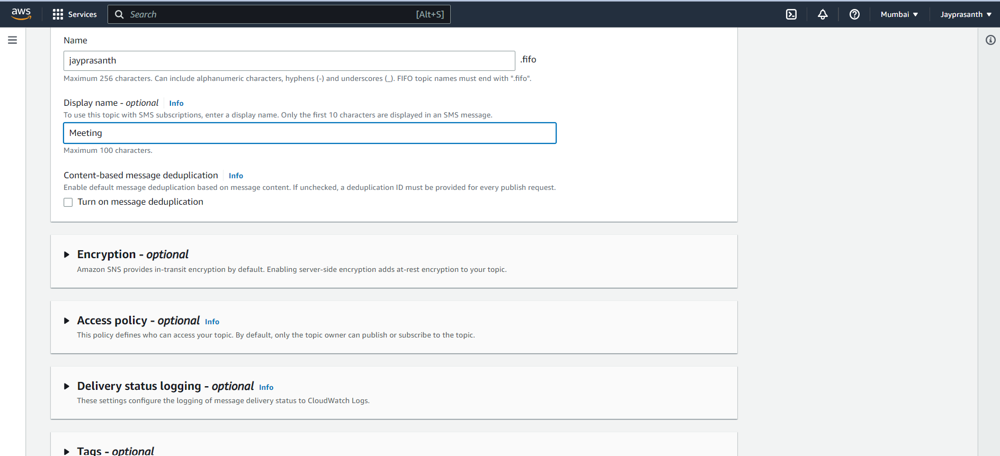 aws Services Search [Alt+S] Mumbai Jayprasanth
Name
jayprasanth .fifo
Maximum 256 characters. Can include alphanumeric characters, hyphens (-) and underscores (_). FIFO topic names must end with ".fifo".
Display name - optional Info
To use this topic with SMS subscriptions, enter a display name. Only the first 10 characters are displayed in an SMS message.
Meeting
Maximum 100 characters.
Content-based message deduplication Info
Enable default message deduplication based on message content. If unchecked, a deduplication ID must be provided for every publish request.
Turn on message deduplication
Encryption - optional
Amazon SNS provides in-transit encryption by default. Enabling server-side encryption adds at-rest encryption to your topic.
Access policy - optional Info
This policy defines who can access your topic. By default, only the topic owner can publish or subscribe to the topic.
Delivery status logging - optional Info
These settings configure the logging of message delivery status to CloudWatch Logs.
Tags - optional